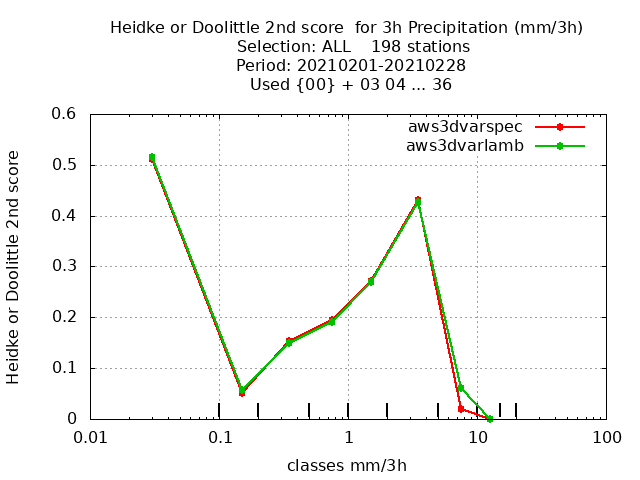 Heidke or Doolittle 2nd score  for 3h Precipitation (mm/3h)
Selection: ALL    198 stations
Period: 20210201-20210228
Used {00} + 03 04 ... 36
aws3dvarspec
aws3dvarlamb
Heidke or Doolittle 2nd score
0.6
0.5
0.4
0.3
0.2
0.1
0
0.01 0.1 1 10 100
classes mm/3h